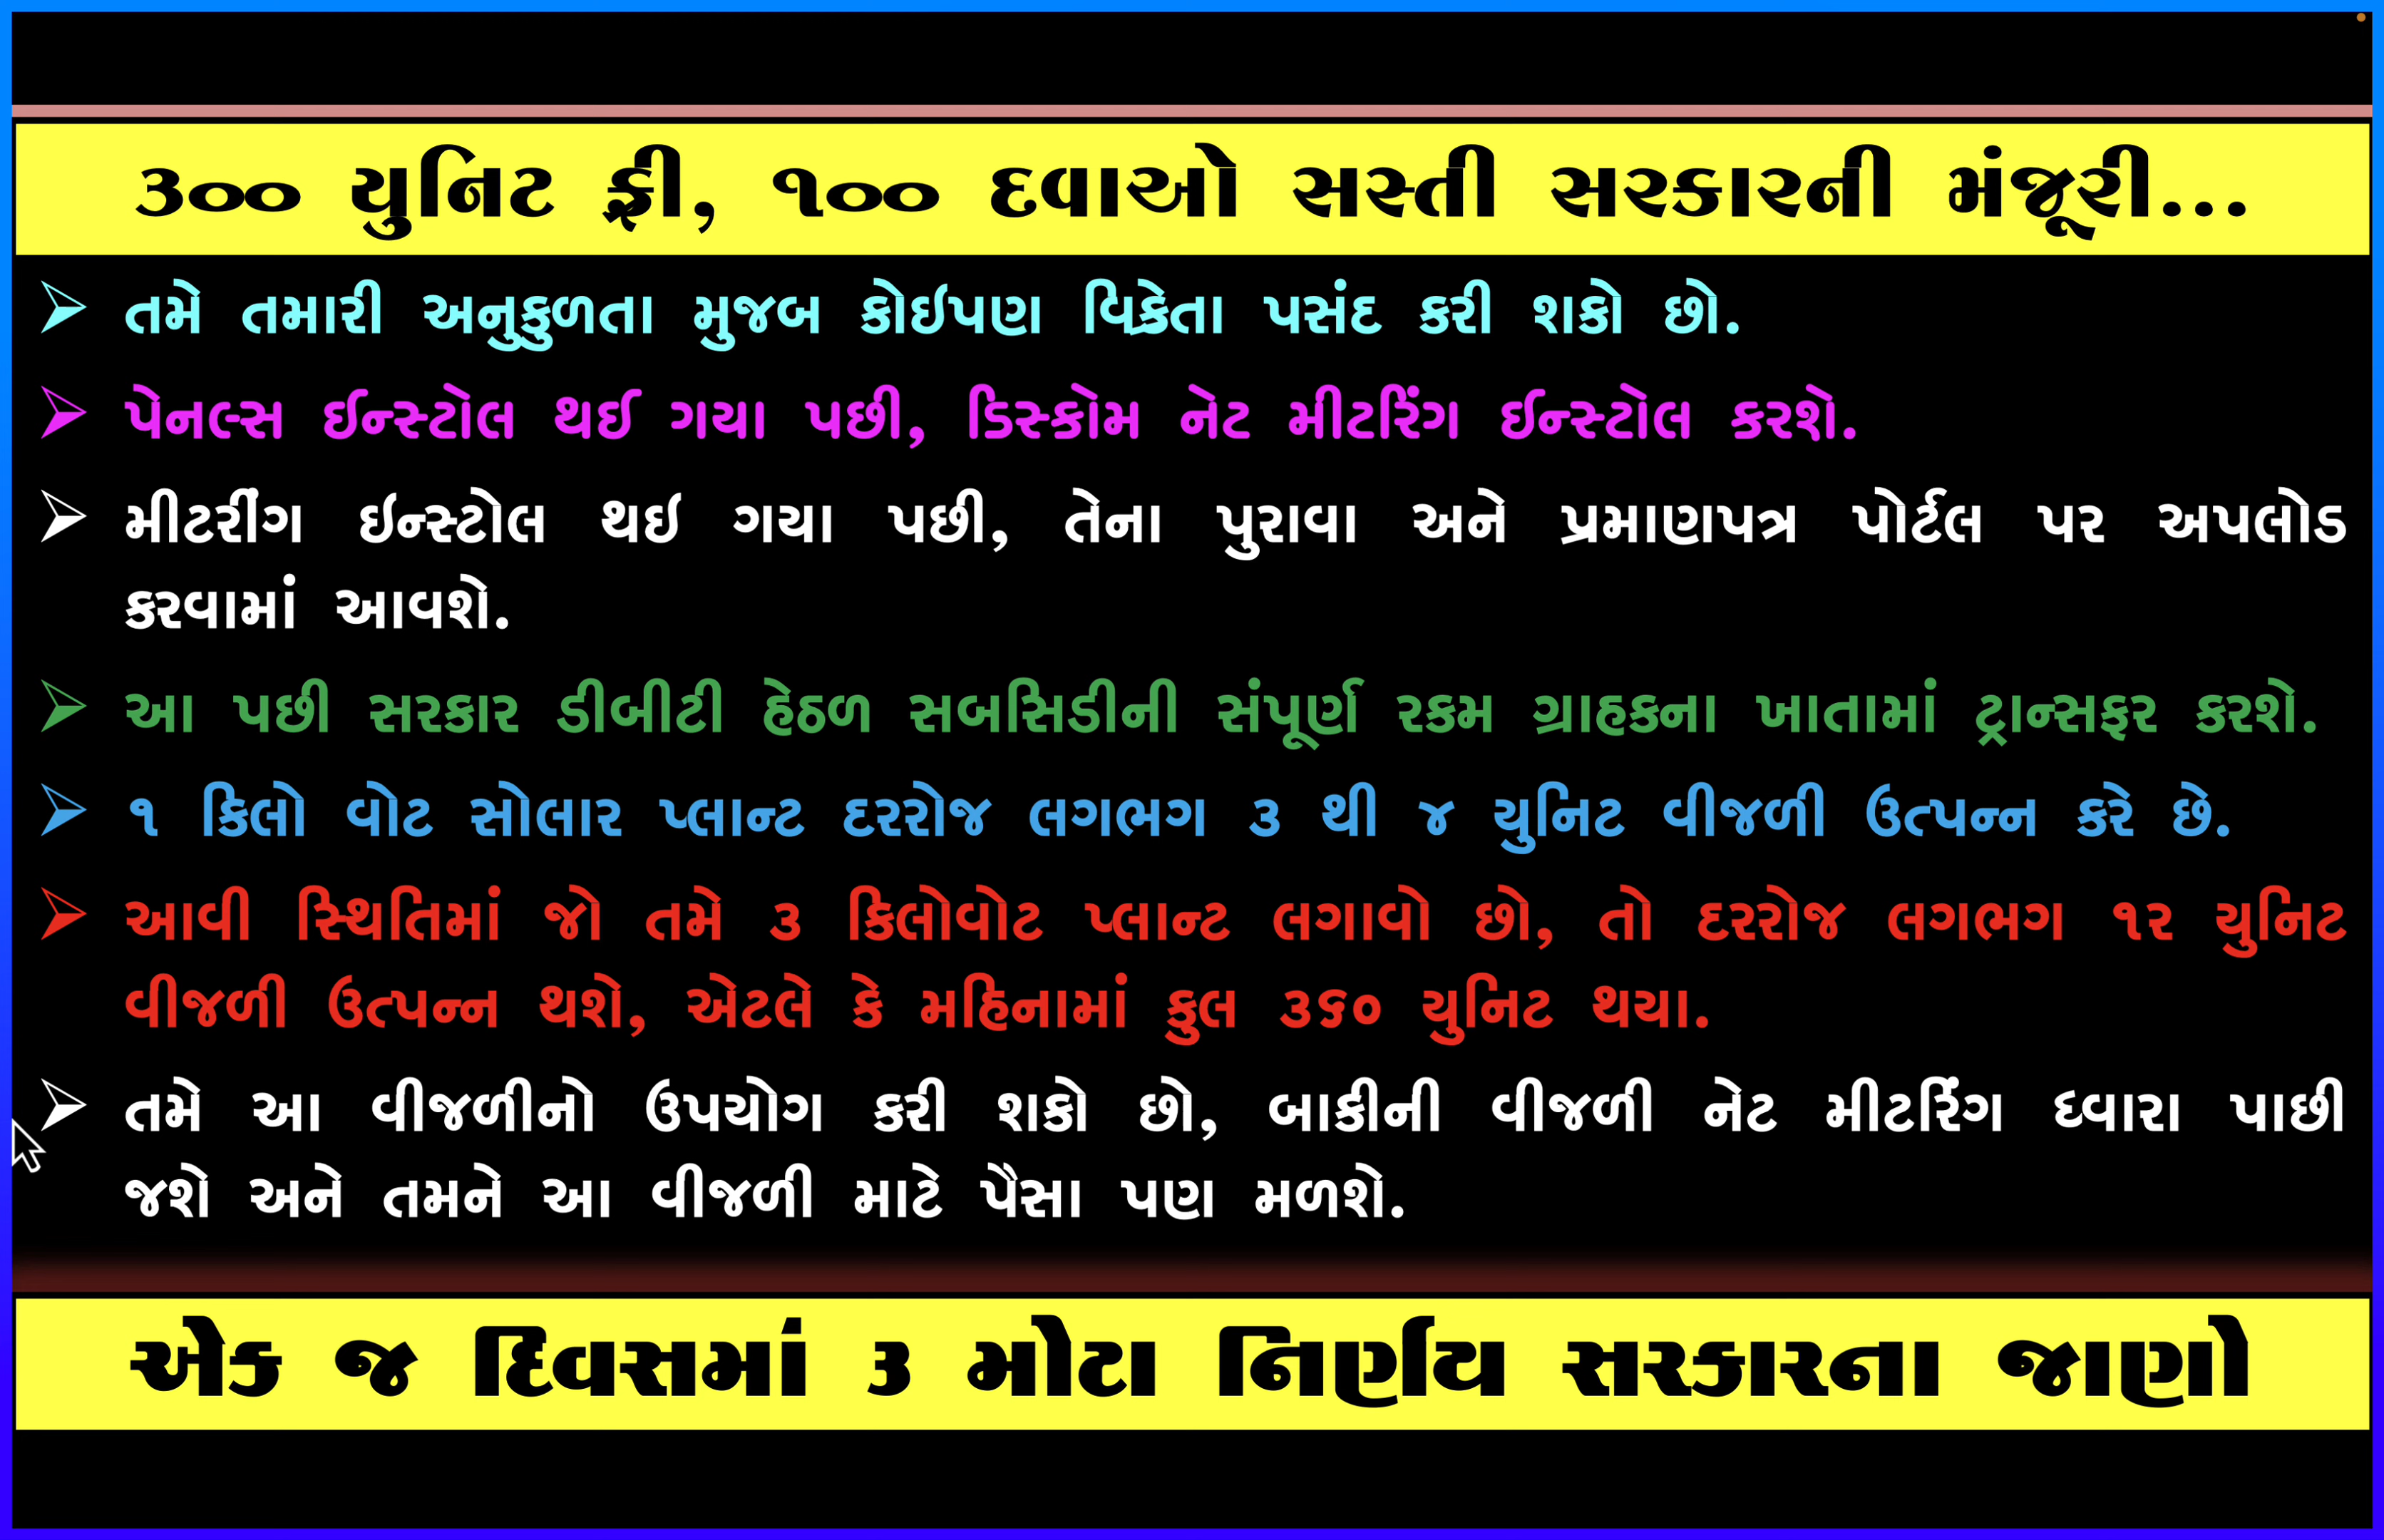 ૩૦૦ યુનિટ ફ્રી, ૧૦૦ દવાઓ સસ્તી સરકારની મંજૂરી...
➢ તમે તમારી અનુકુળતા મુજબ કોઈપણ વિક્રેતા પસંદ કરી શકો છો.
➢ પેનલ્સ ઈન્સ્ટોલ થઈ ગયા પછી, ડિસ્કોમ નેટ મીટરિંગ ઈન્સ્ટોલ કરશે.
➢ મીટરીંગ ઇન્સ્ટોલ થઇ ગયા પછી, તેના પુરાવા અને પ્રમાણપત્ર પોર્ટલ પર અપલોડ
કરવામાં આવશે.
➢ આ પછી સરકાર ડીબીટી હેઠળ સબસિડીની સંપૂર્ણ રકમ ગ્રાહકના ખાતામાં ટ્રાન્સફર કરશે.
➢ ૧ કિલો વોટ સોલાર પ્લાન્ટ દરરોજ લગભગ ૩ થી ૪ યુનિટ વીજળી ઉત્પન્ન કરે છે.
➢ આવી સ્થિતિમાં જો તમે ૩ કિલોવોટ પ્લાન્ટ લગાવો છો, તો દરરોજ લગભગ ૧૨ યુનિટ
વીજળી ઉત્પન્ન થશે, એટલે કે મહિનામાં કુલ ૩૬૦ યુનિટ થયા.
➢ તમે આ વીજળીનો ઉપયોગ કરી શકો છો, બાકીની વીજળી નેટ મીટરિંગ દ્વારા પાછી
જશે અને તમને આ વીજળી માટે પૈસા પણ મળશે.
એક જ દિવસમાં ૩ મોટા નિર્ણય સરકારના જાણો